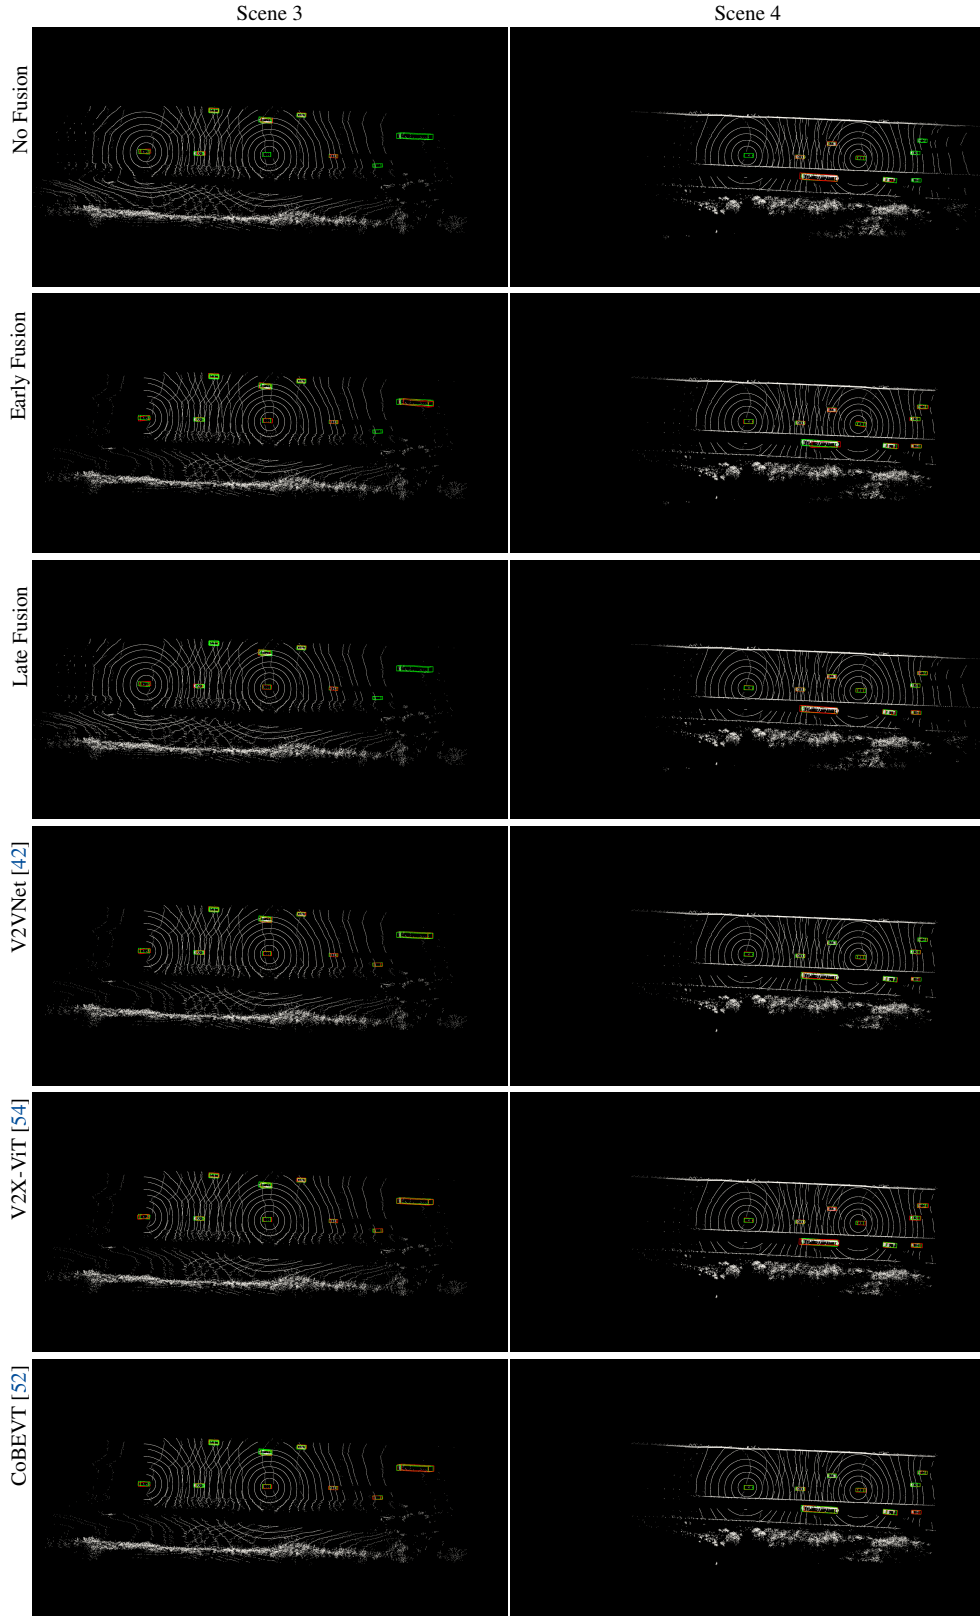 Scene 3
Scene 4
No Fusion
Early Fusion
Late Fusion
V2VNet [42]
V2X-ViT [54]
CoBEVT [52]